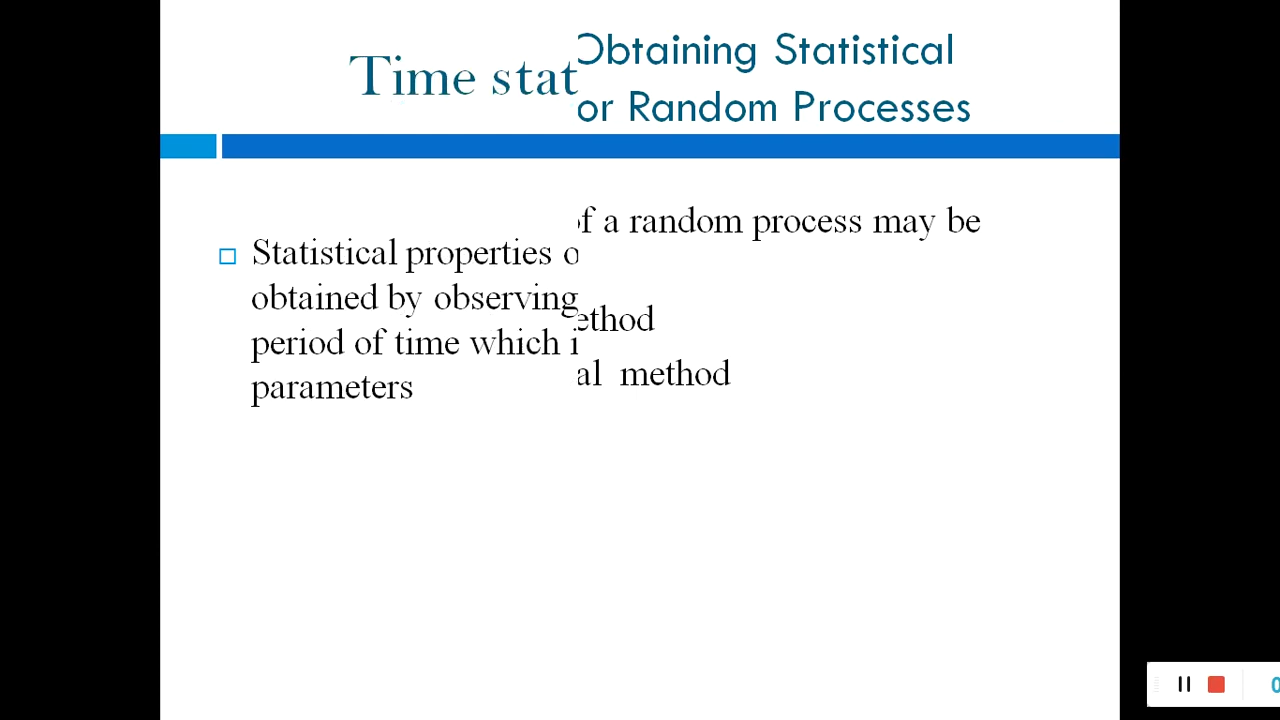 Time stat
Obtaining Statistical
or Random Processes
f a random process may be
Statistical properties o
obtained by observing
ethod
period of time which i
al method
parameters
0